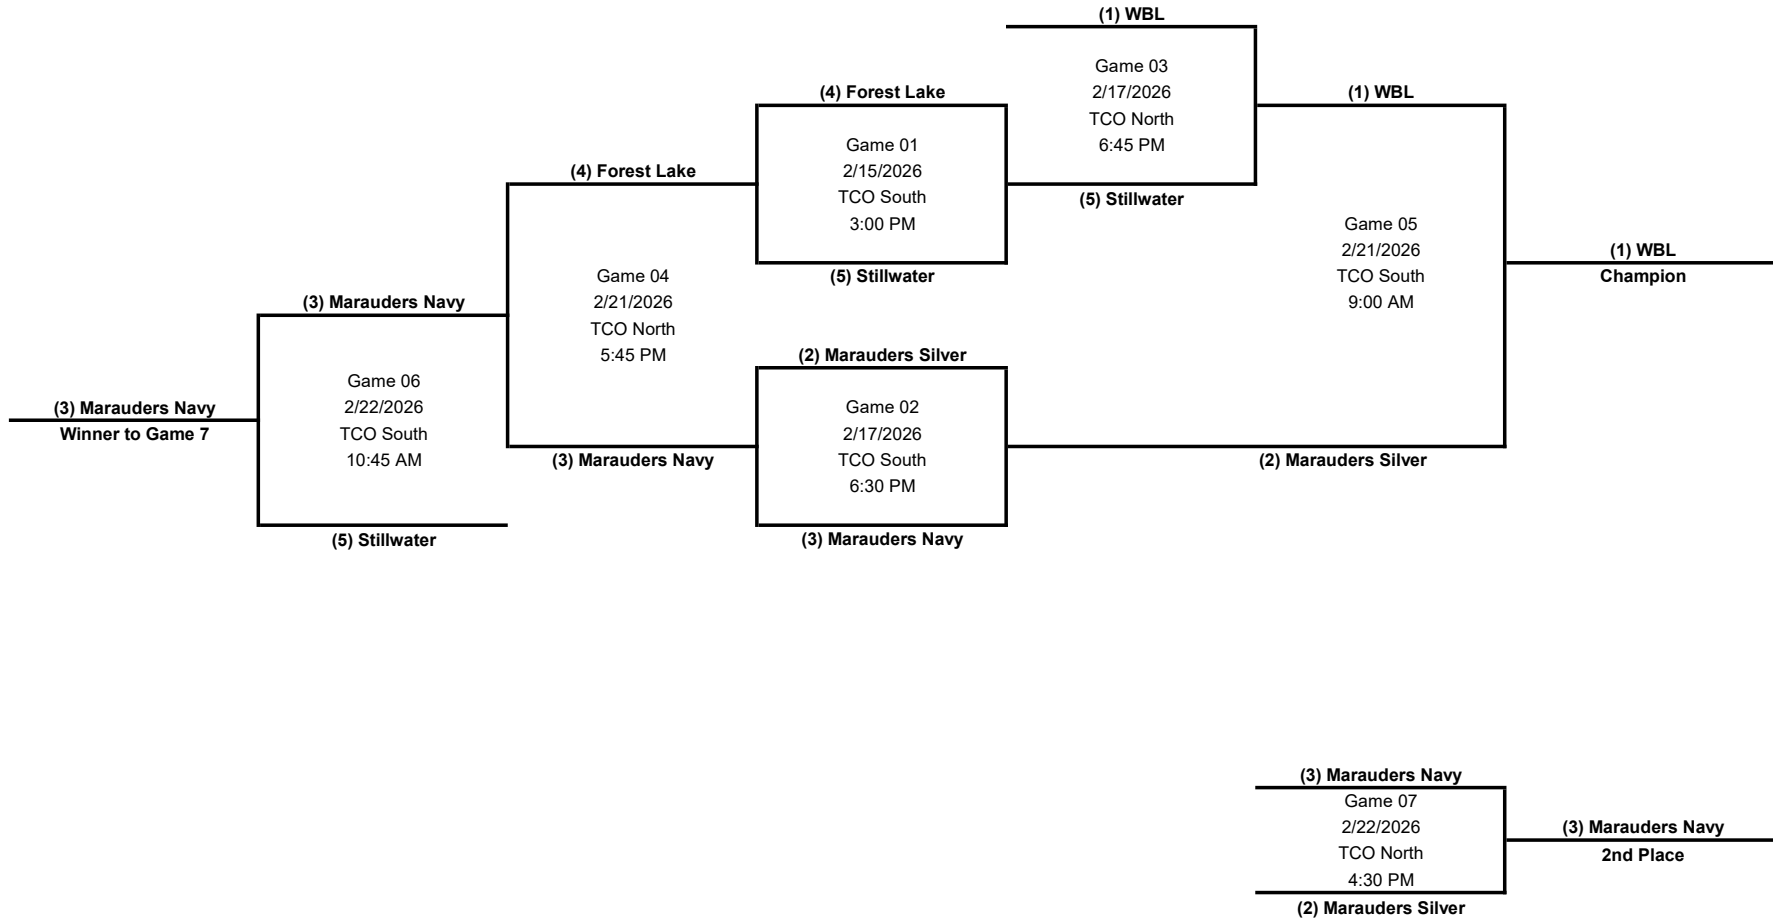 (1) WBL
Game 03
2/17/2026
TCO North
6:45 PM
(5) Stillwater
(4) Forest Lake
Game 01
2/15/2026
TCO South
3:00 PM
(5) Stillwater
(1) WBL
Game 05
2/21/2026
TCO South
9:00 AM
(2) Marauders Silver
(1) WBL
Champion
(4) Forest Lake
Game 04
2/21/2026
TCO North
5:45 PM
(3) Marauders Navy
(2) Marauders Silver
Game 02
2/17/2026
TCO South
6:30 PM
(3) Marauders Navy
(3) Marauders Navy
Game 06
2/22/2026
TCO South
10:45 AM
(5) Stillwater
(3) Marauders Navy
Winner to Game 7
(3) Marauders Navy
Game 07
2/22/2026
TCO North
4:30 PM
(2) Marauders Silver
(3) Marauders Navy
2nd Place